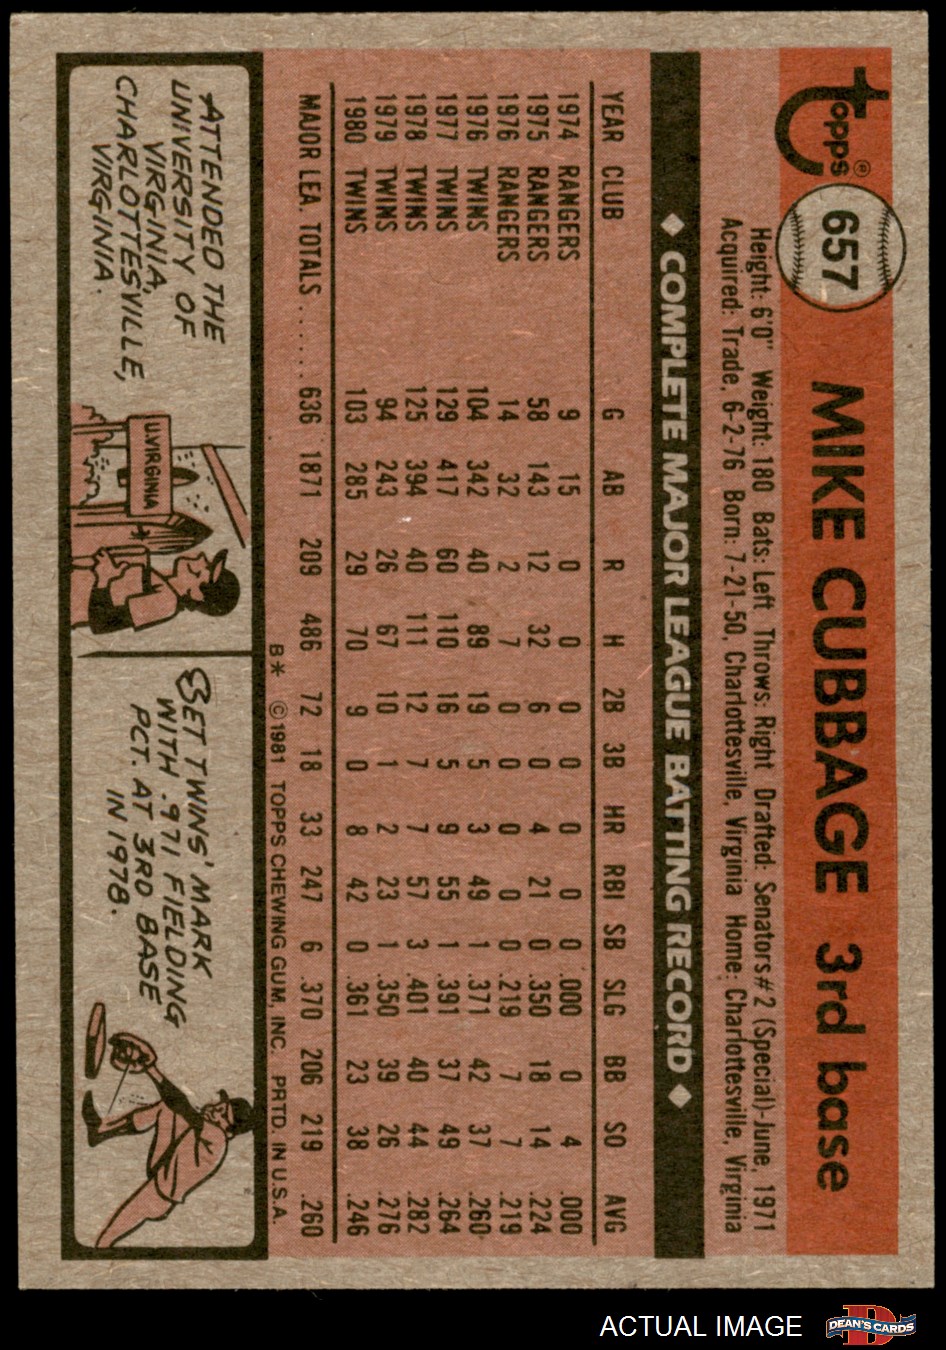 topps®
657
MIKE CUBBAGE 3rd base
Height: 6'0" Weight: 180 Bats: Left Throws: Right Drafted: Senators #2 (Special)-June, 1971
Acquired: Trade, 6-2-76 Born: 7-21-50, Charlottesville, Virginia Home: Charlottesville, Virginia
◆ COMPLETE MAJOR LEAGUE BATTING RECORD ◆
YEAR CLUB G AB R H 2B 3B HR RBI SB SLG BB SO AVG
1974 RANGERS 9 15 0 0 0 0 0 0 0 .000 0 4 .000
1975 RANGERS 58 143 12 32 6 0 4 21 0 .350 18 14 .224
1976 RANGERS 14 32 2 7 0 0 0 0 0 .219 7 7 .219
1976 TWINS 104 342 40 89 19 5 3 49 1 .371 42 37 .260
1977 TWINS 129 417 60 110 16 5 9 55 1 .391 37 49 .264
1978 TWINS 125 394 40 111 12 7 7 57 3 .401 40 44 .282
1979 TWINS 94 243 26 67 10 1 2 23 1 .350 39 26 .276
1980 TWINS 103 285 29 70 9 0 8 42 0 .361 23 38 .246
MAJOR LEA. TOTALS...... 636 1871 209 486 72 18 33 247 6 .370 206 219 .260
B* ©1981 TOPPS CHEWING GUM, INC. PRTD. IN U.S.A.
ATTENDED THE
UNIVERSITY OF
VIRGINIA,
CHARLOTTESVILLE,
VIRGINIA.
U.VIRGINIA
SET TWINS' MARK
WITH .971 FIELDING
PCT. AT 3RD BASE
IN 1978.
ACTUAL IMAGE
D
DEAN'S CARDS